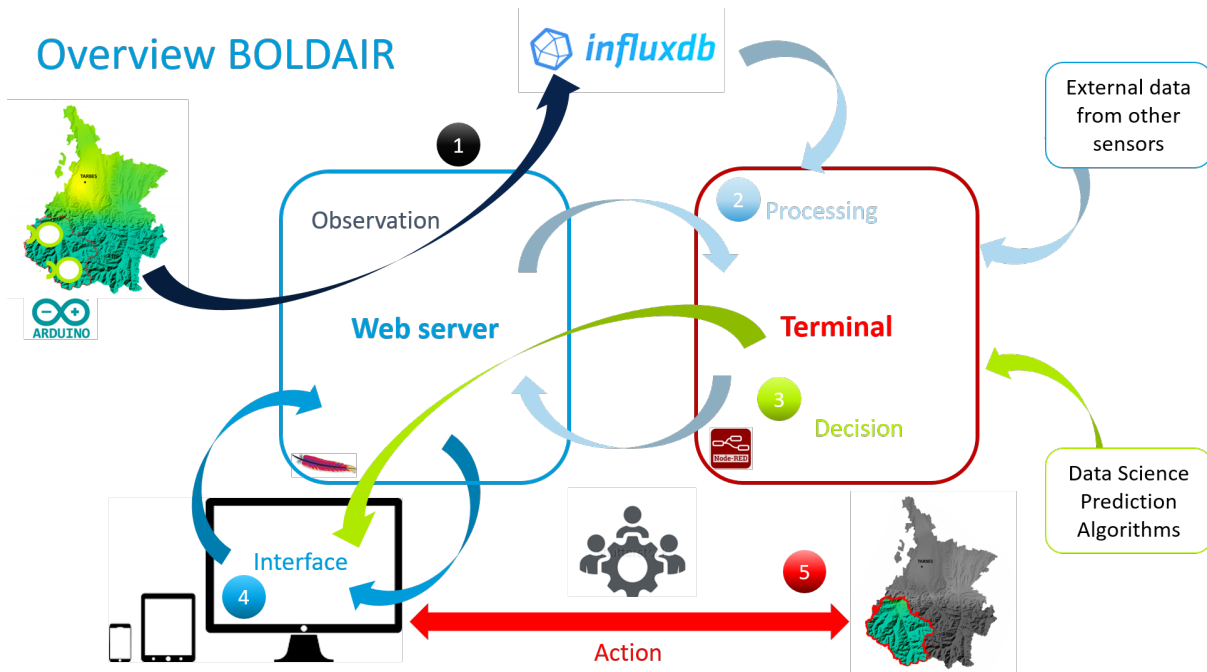 Overview BOLDAIR
influxdb
External data
from other
sensors
TARBES
1
2
Processing
Observation
ARDUINO
Web server
Terminal
3
Decision
Node-RED
Data Science
Prediction
Algorithms
Interface
4
5
TARBES
Action